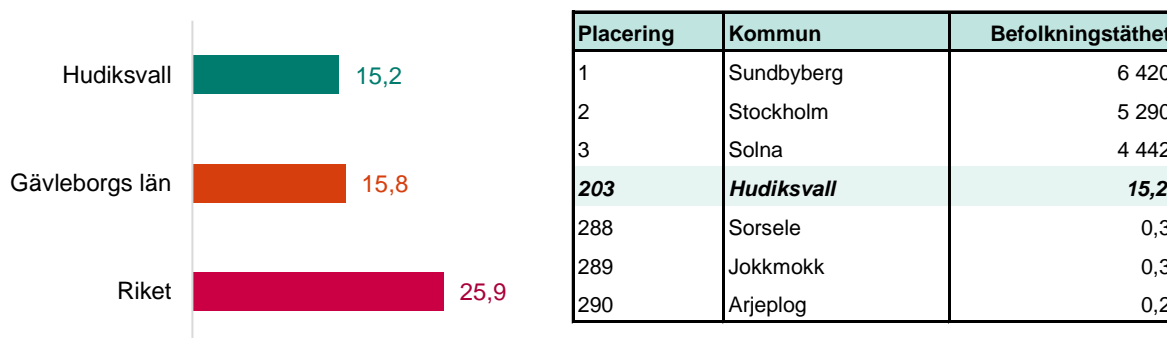 Hudiksvall 15,2
Gävleborgs län 15,8
Riket 25,9
Placering Kommun Befolkningstäthet
1 Sundbyberg 6 420
2 Stockholm 5 290
3 Solna 4 442
203 Hudiksvall 15,2
288 Sorsele 0,3
289 Jokkmokk 0,3
290 Arjeplog 0,2